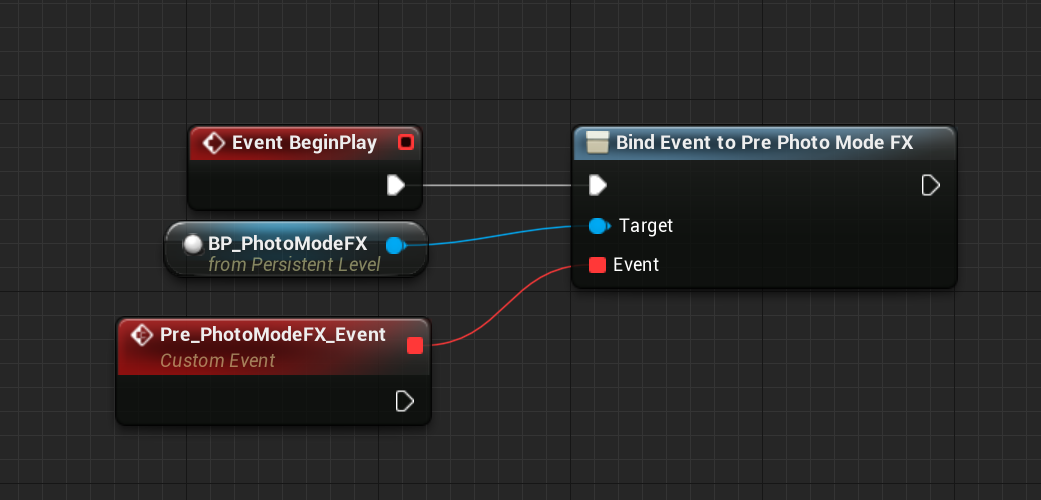 Event BeginPlay
Bind Event to Pre Photo Mode FX
Target
BP_PhotoModeFX
from Persistent Level
Event
Pre_PhotoModeFX_Event
Custom Event